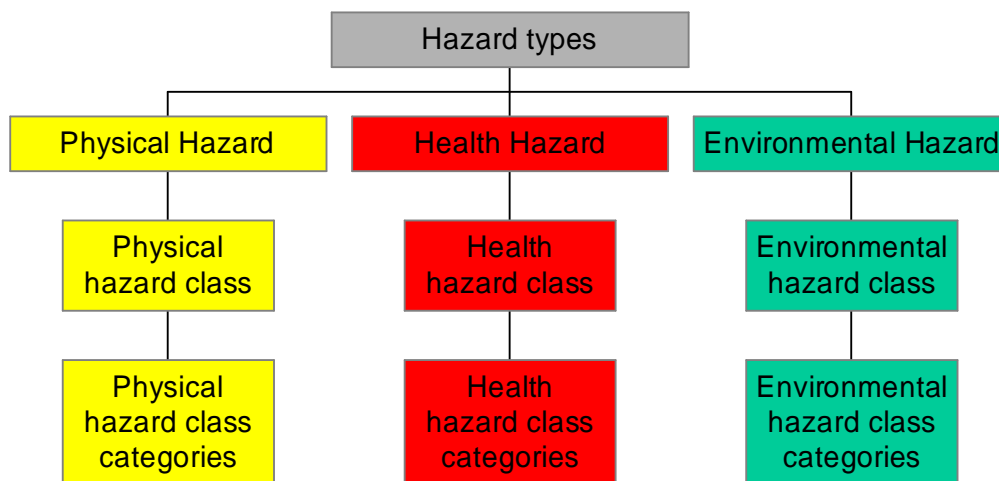 Hazard types
Physical Hazard
Health Hazard
Environmental Hazard
Physical
hazard class
Health
hazard class
Environmental
hazard class
Physical
hazard class
categories
Health
hazard class
categories
Environmental
hazard class
categories